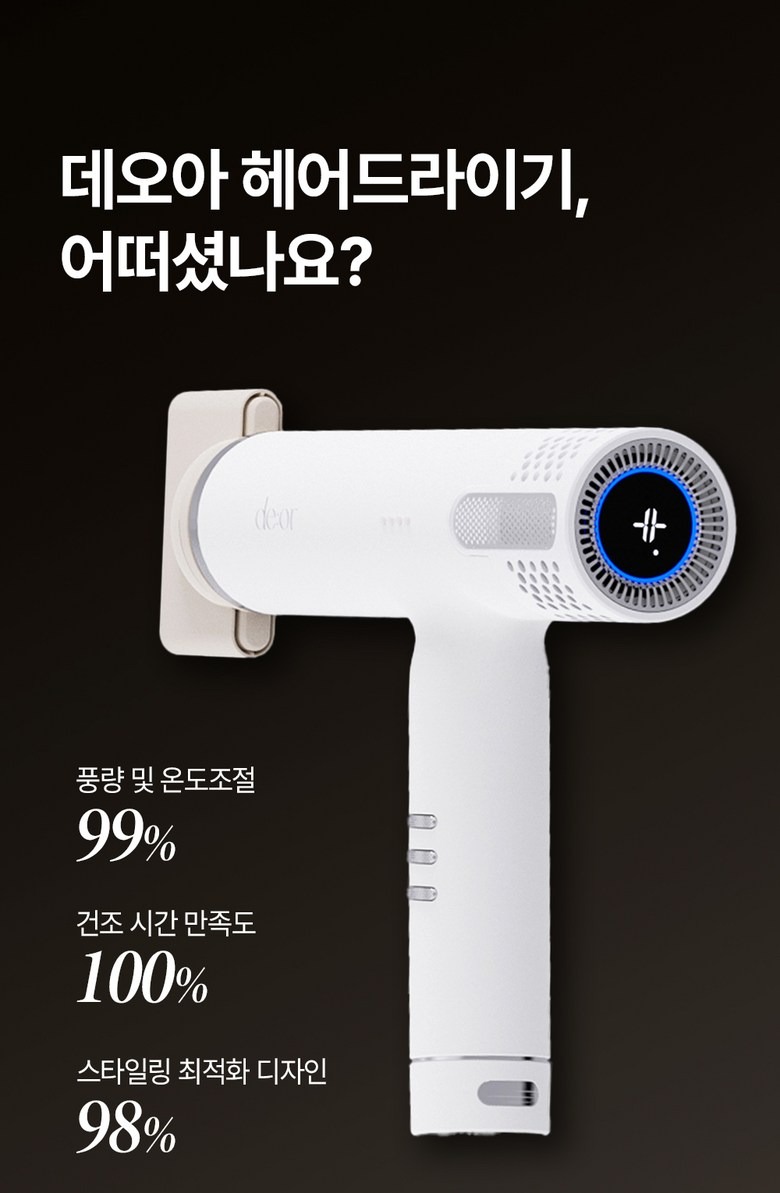 데오아 헤어드라이기,
어떠셨나요?
de:or
풍량 및 온도조절
99%
건조 시간 만족도
100%
스타일링 최적화 디자인
98%